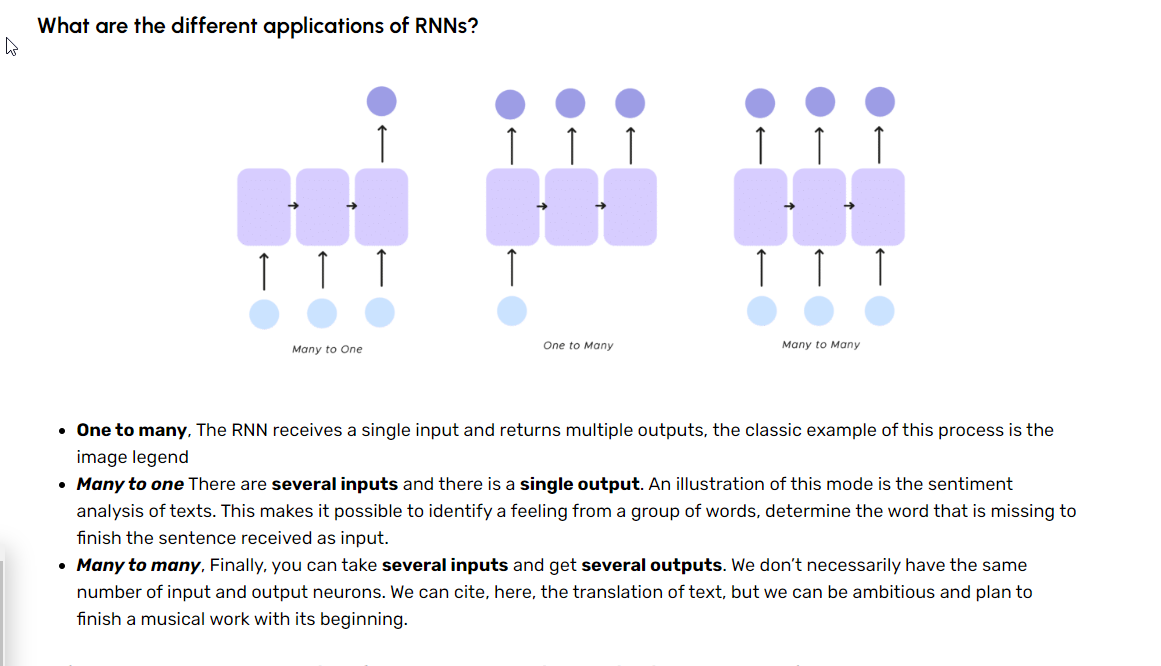 What are the different applications of RNNs?
Many to One
One to Many
Many to Many
One to many, The RNN receives a single input and returns multiple outputs, the classic example of this process is the
image legend
Many to one There are several inputs and there is a single output. An illustration of this mode is the sentiment
analysis of texts. This makes it possible to identify a feeling from a group of words, determine the word that is missing to
finish the sentence received as input.
Many to many, Finally, you can take several inputs and get several outputs. We don’t necessarily have the same
number of input and output neurons. We can cite, here, the translation of text, but we can be ambitious and plan to
finish a musical work with its beginning.